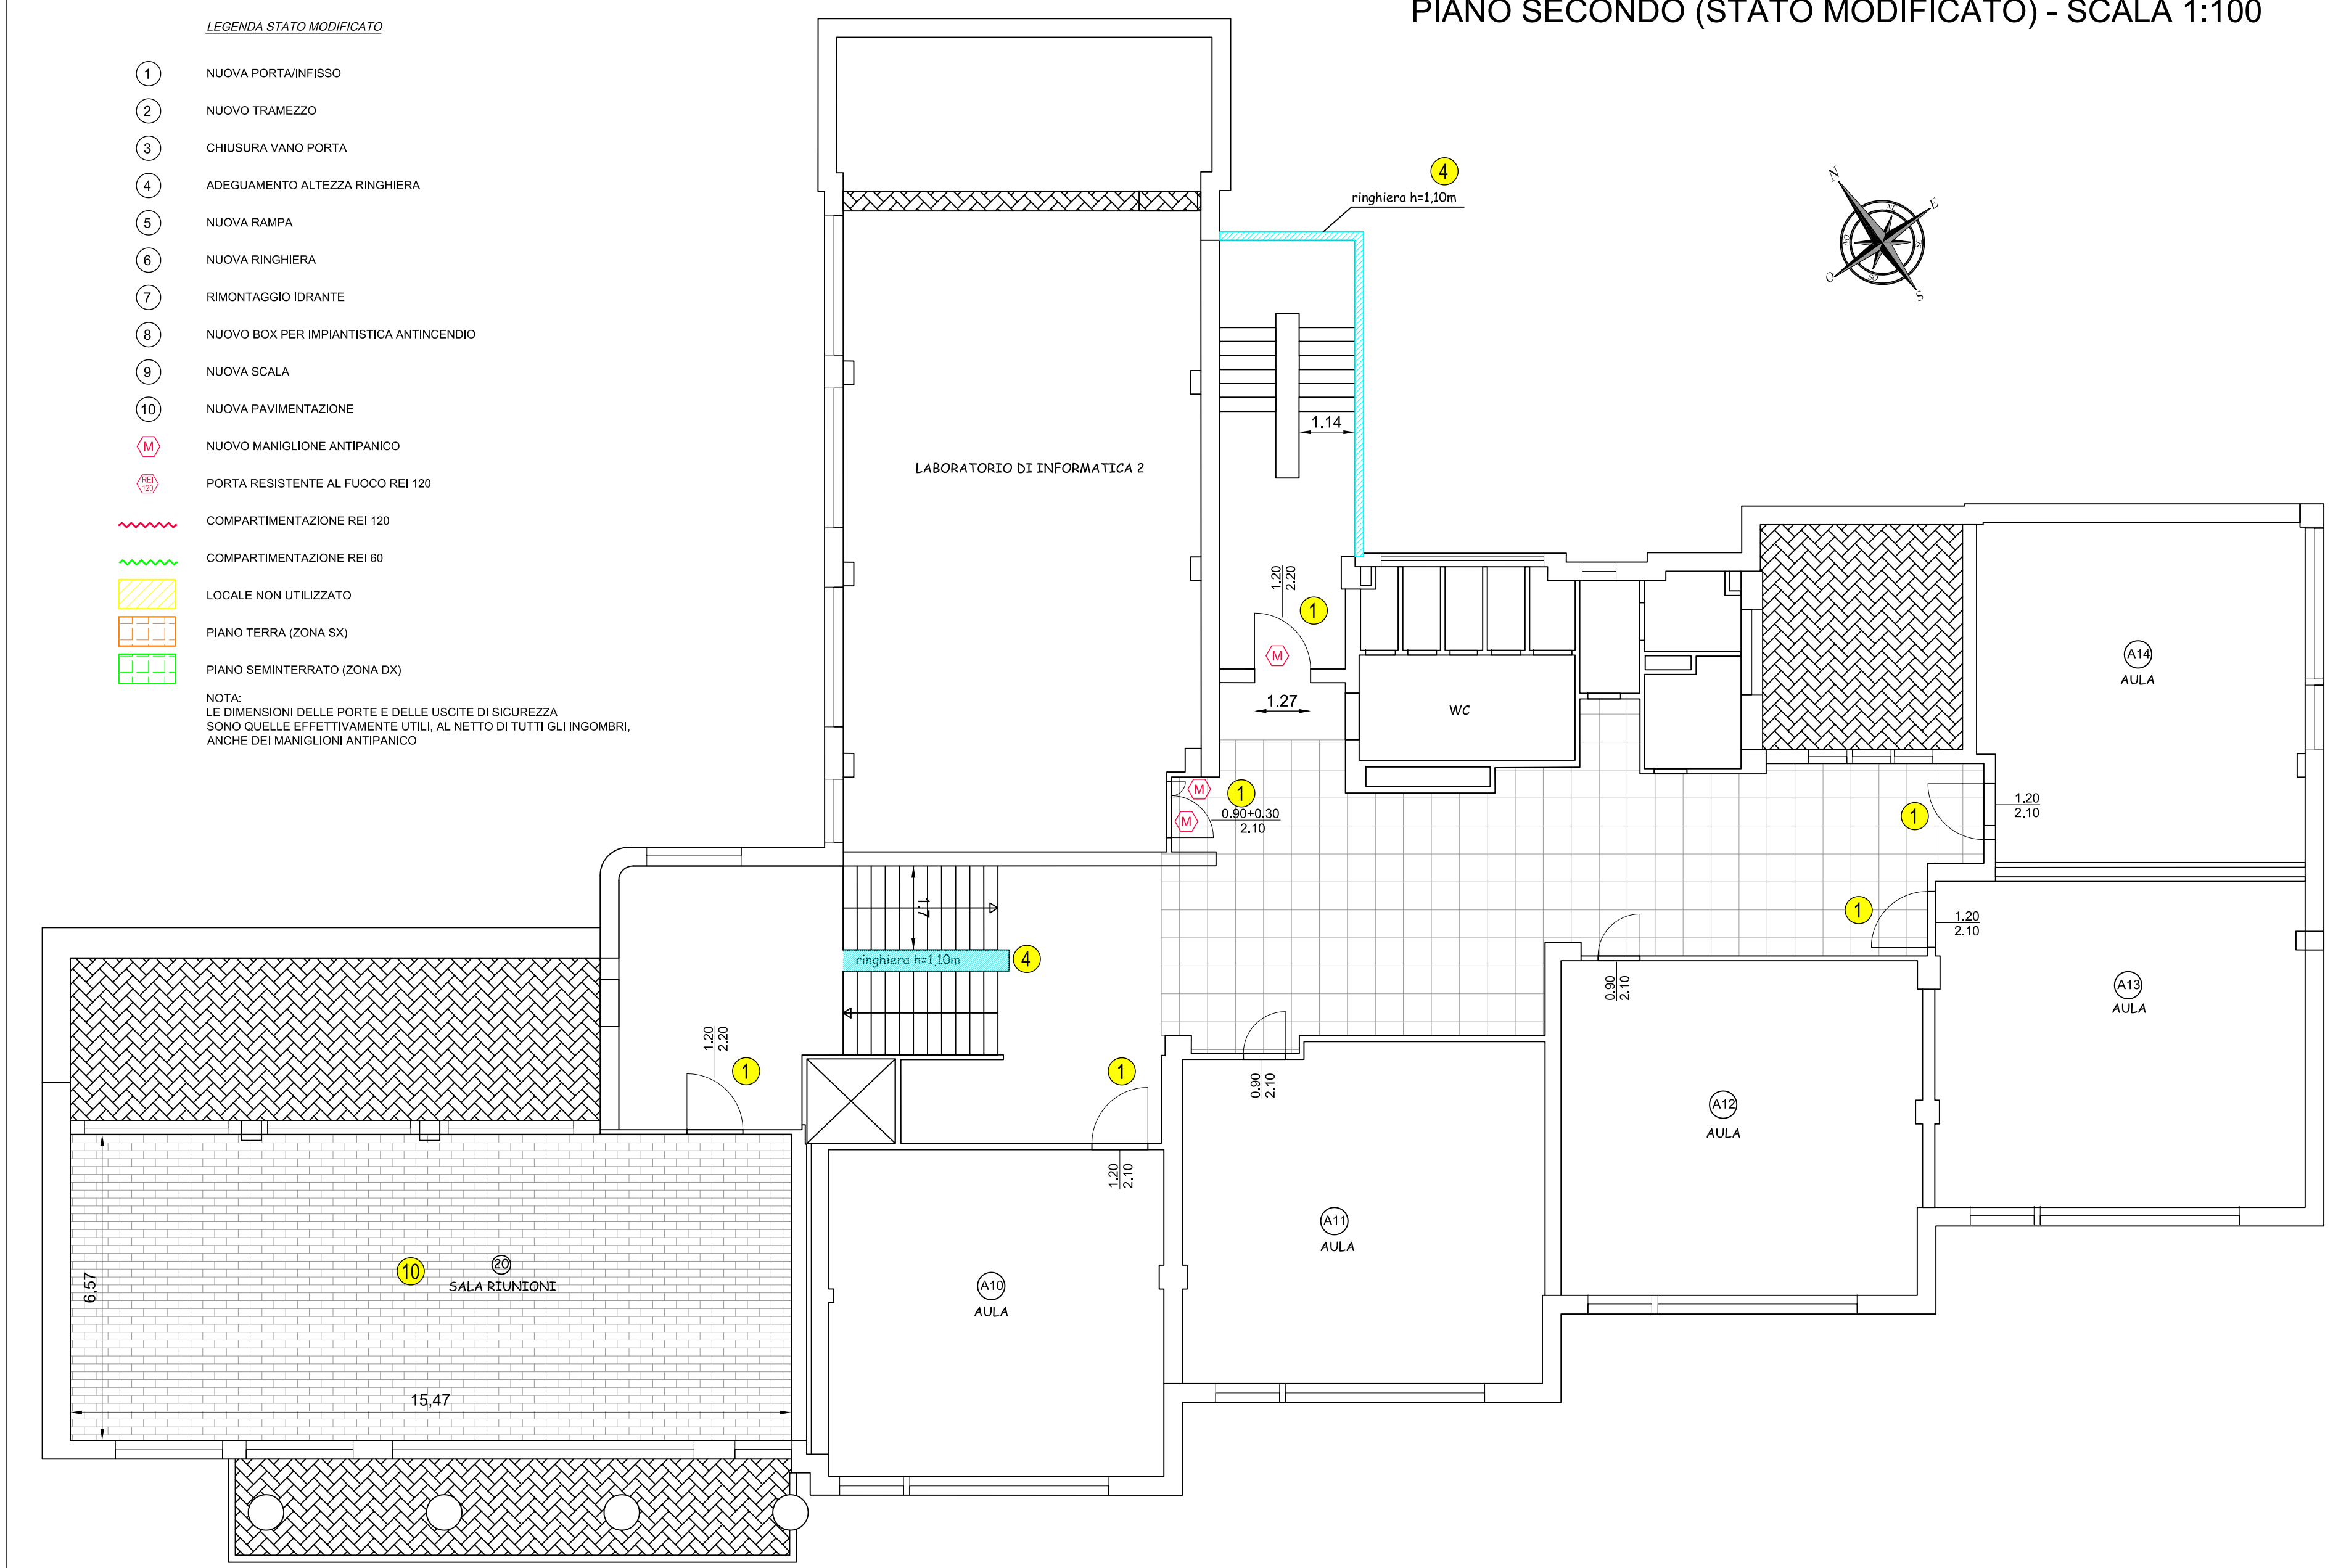 PIANO SECONDO (STATO MODIFICATO) - SCALA 1:100
LEGENDA STATO MODIFICATO
1 NUOVA PORTA/INFISSO
2 NUOVO TRAMEZZO
3 CHIUSURA VANO PORTA
4 ADEGUAMENTO ALTEZZA RINGHIERA
5 NUOVA RAMPA
6 NUOVA RINGHIERA
7 RIMONTAGGIO IDRANTE
8 NUOVO BOX PER IMPIANTISTICA ANTINCENDIO
9 NUOVA SCALA
10 NUOVA PAVIMENTAZIONE
M NUOVO MANIGLIONE ANTIPANICO
REI 120 PORTA RESISTENTE AL FUOCO REI 120
COMPARTIMENTAZIONE REI 120
COMPARTIMENTAZIONE REI 60
LOCALE NON UTILIZZATO
PIANO TERRA (ZONA SX)
PIANO SEMINTERRATO (ZONA DX)
NOTA:
LE DIMENSIONI DELLE PORTE E DELLE USCITE DI SICUREZZA
SONO QUELLE EFFETTIVAMENTE UTILI, AL NETTO DI TUTTI GLI INGOMBRI,
ANCHE DEI MANIGLIONI ANTIPANICO
4
ringhiera h=1,10m
N
E
S
O
NE
SE
SO
NO
1.14
LABORATORIO DI INFORMATICA 2
1.20
2.20
1
M
1.27
WC
A14
AULA
M
1
M
0.90+0.30
2.10
1
1.20
2.10
1
1.20
2.10
1.7
ringhiera h=1,10m
4
0.90
2.10
A13
AULA
1.20
2.20
1
1
0.90
2.10
A12
AULA
1.20
2.10
A11
AULA
6,57
10
20
SALA RIUNIONI
A10
AULA
15,47